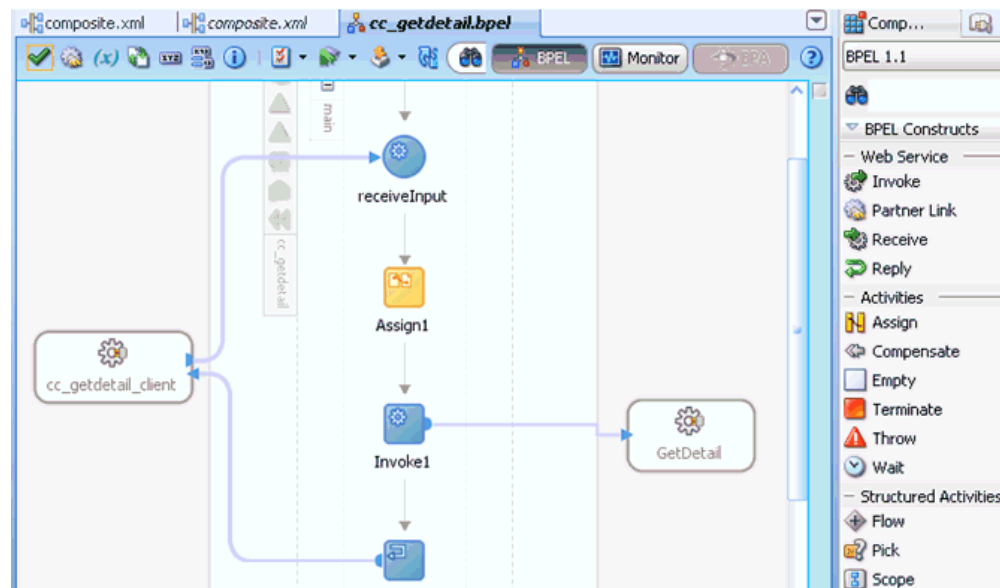 composite.xml
composite.xml
cc_getdetail.bpel
Comp...
(x)
xyz
BPEL
Monitor
BPA
BPEL 1.1
main
BPEL Constructs
Web Service
Invoke
receiveInput
Partner Link
Receive
cc_getdetail
Reply
Activities
Assign1
Assign
cc_getdetail_client
Compensate
Empty
Terminate
Throw
Invoke1
GetDetail
Wait
Structured Activities
Flow
Pick
Scope